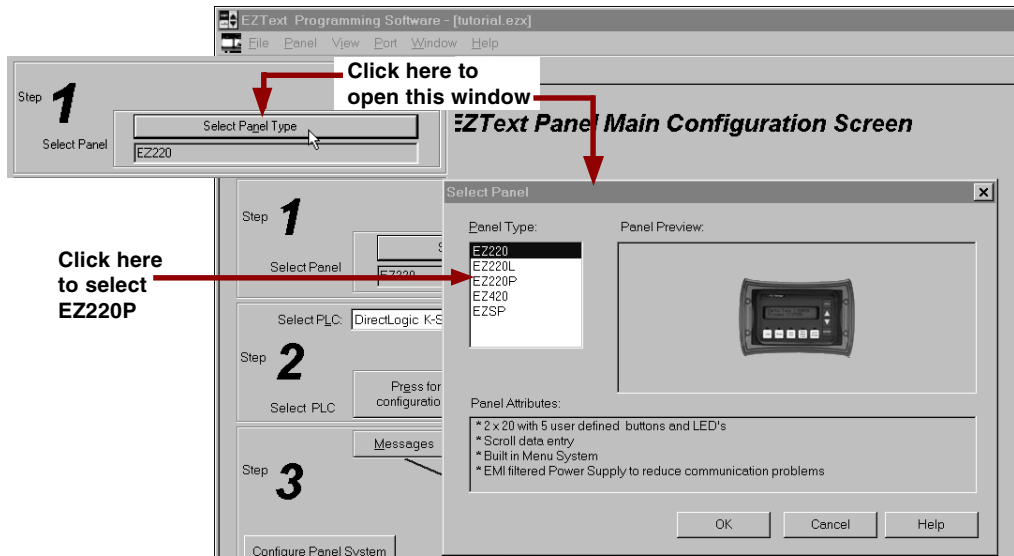 EZText Programming Software - [tutorial.ezx]
File Panel View Port Window Help
Click here to
open this window
Step 1
Select Panel Type
Select Panel
EZ220
EZText Panel Main Configuration Screen
Select Panel
Step 1
Select Panel
EZ220
Panel Type:
EZ220
EZ220L
EZ220P
EZ420
EZSP
Panel Preview:
Click here
to select
EZ220P
Select PLC: DirectLogic K-S
Step 2
Press for
configuratio
Select PLC
Panel Attributes:
* 2 x 20 with 5 user defined buttons and LED's
* Scroll data entry
* Built in Menu System
* EMI filtered Power Supply to reduce communication problems
Messages
Step 3
OK Cancel Help
Configure Panel System